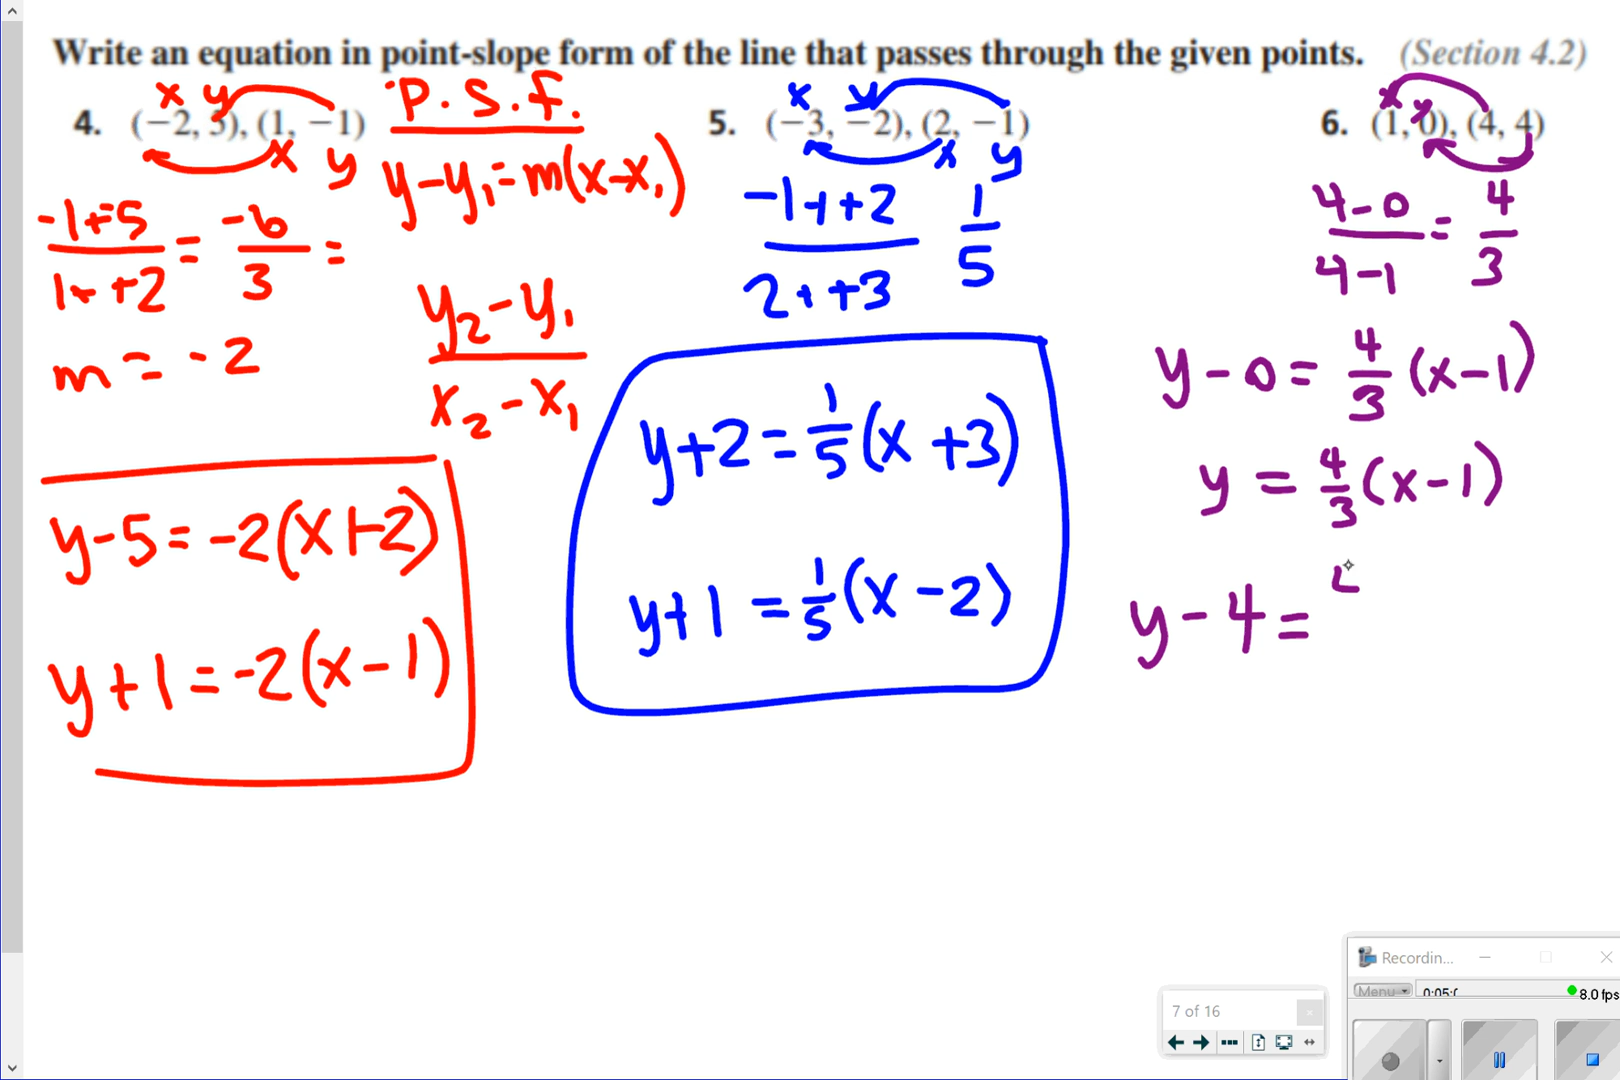 Write an equation in point-slope form of the line that passes through the given points. (Section 4.2)
x y
P.S.F.
4. (−2, 5), (1, −1)
x y
y-y₁=m(x-x₁)
-1+-5 / 1++2 = -6/3 =
m = -2
y₂-y₁ / x₂-x₁
y-5=-2(x+2)
y+1=-2(x-1)
x y
5. (−3, −2), (2, −1)
x y
-1++2 / 2++3 1/5
y+2=1/5(x+3)
y+1=1/5(x-2)
x y
6. (1, 0), (4, 4)
4-0 / 4-1 = 4/3
y-0=4/3(x-1)
y=4/3(x-1)
y-4=
7 of 16
Recordin...
Menu
8.0 fps